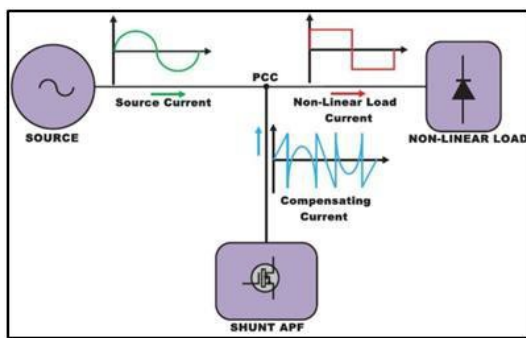 PCC
Source Current
Non-Linear Load
Current
SOURCE
NON-LINEAR LOAD
Compensating
Current
SHUNT APF